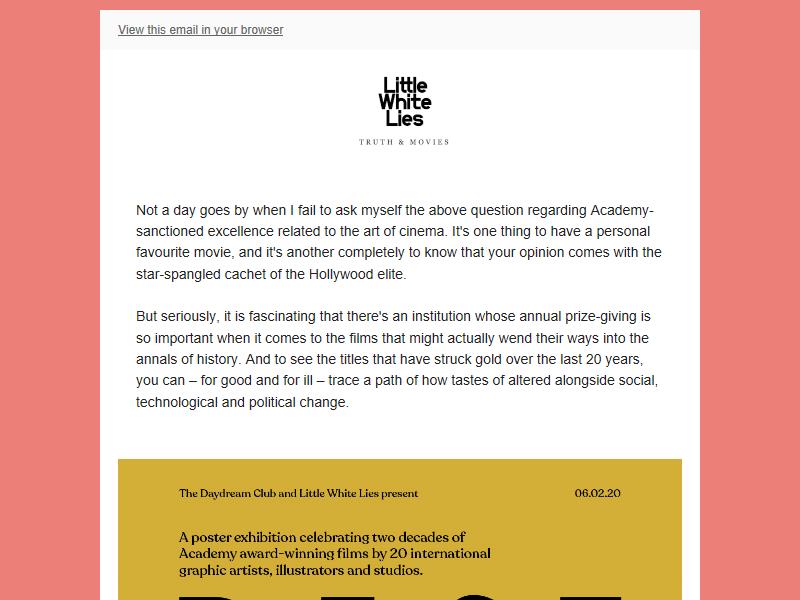 View this email in your browser
Little
White
Lies
TRUTH & MOVIES
Not a day goes by when I fail to ask myself the above question regarding Academy-
sanctioned excellence related to the art of cinema. It's one thing to have a personal
favourite movie, and it's another completely to know that your opinion comes with the
star-spangled cachet of the Hollywood elite.
But seriously, it is fascinating that there's an institution whose annual prize-giving is
so important when it comes to the films that might actually wend their ways into the
annals of history. And to see the titles that have struck gold over the last 20 years,
you can – for good and for ill – trace a path of how tastes of altered alongside social,
technological and political change.
The Daydream Club and Little White Lies present 06.02.20
A poster exhibition celebrating two decades of
Academy award-winning films by 20 international
graphic artists, illustrators and studios.